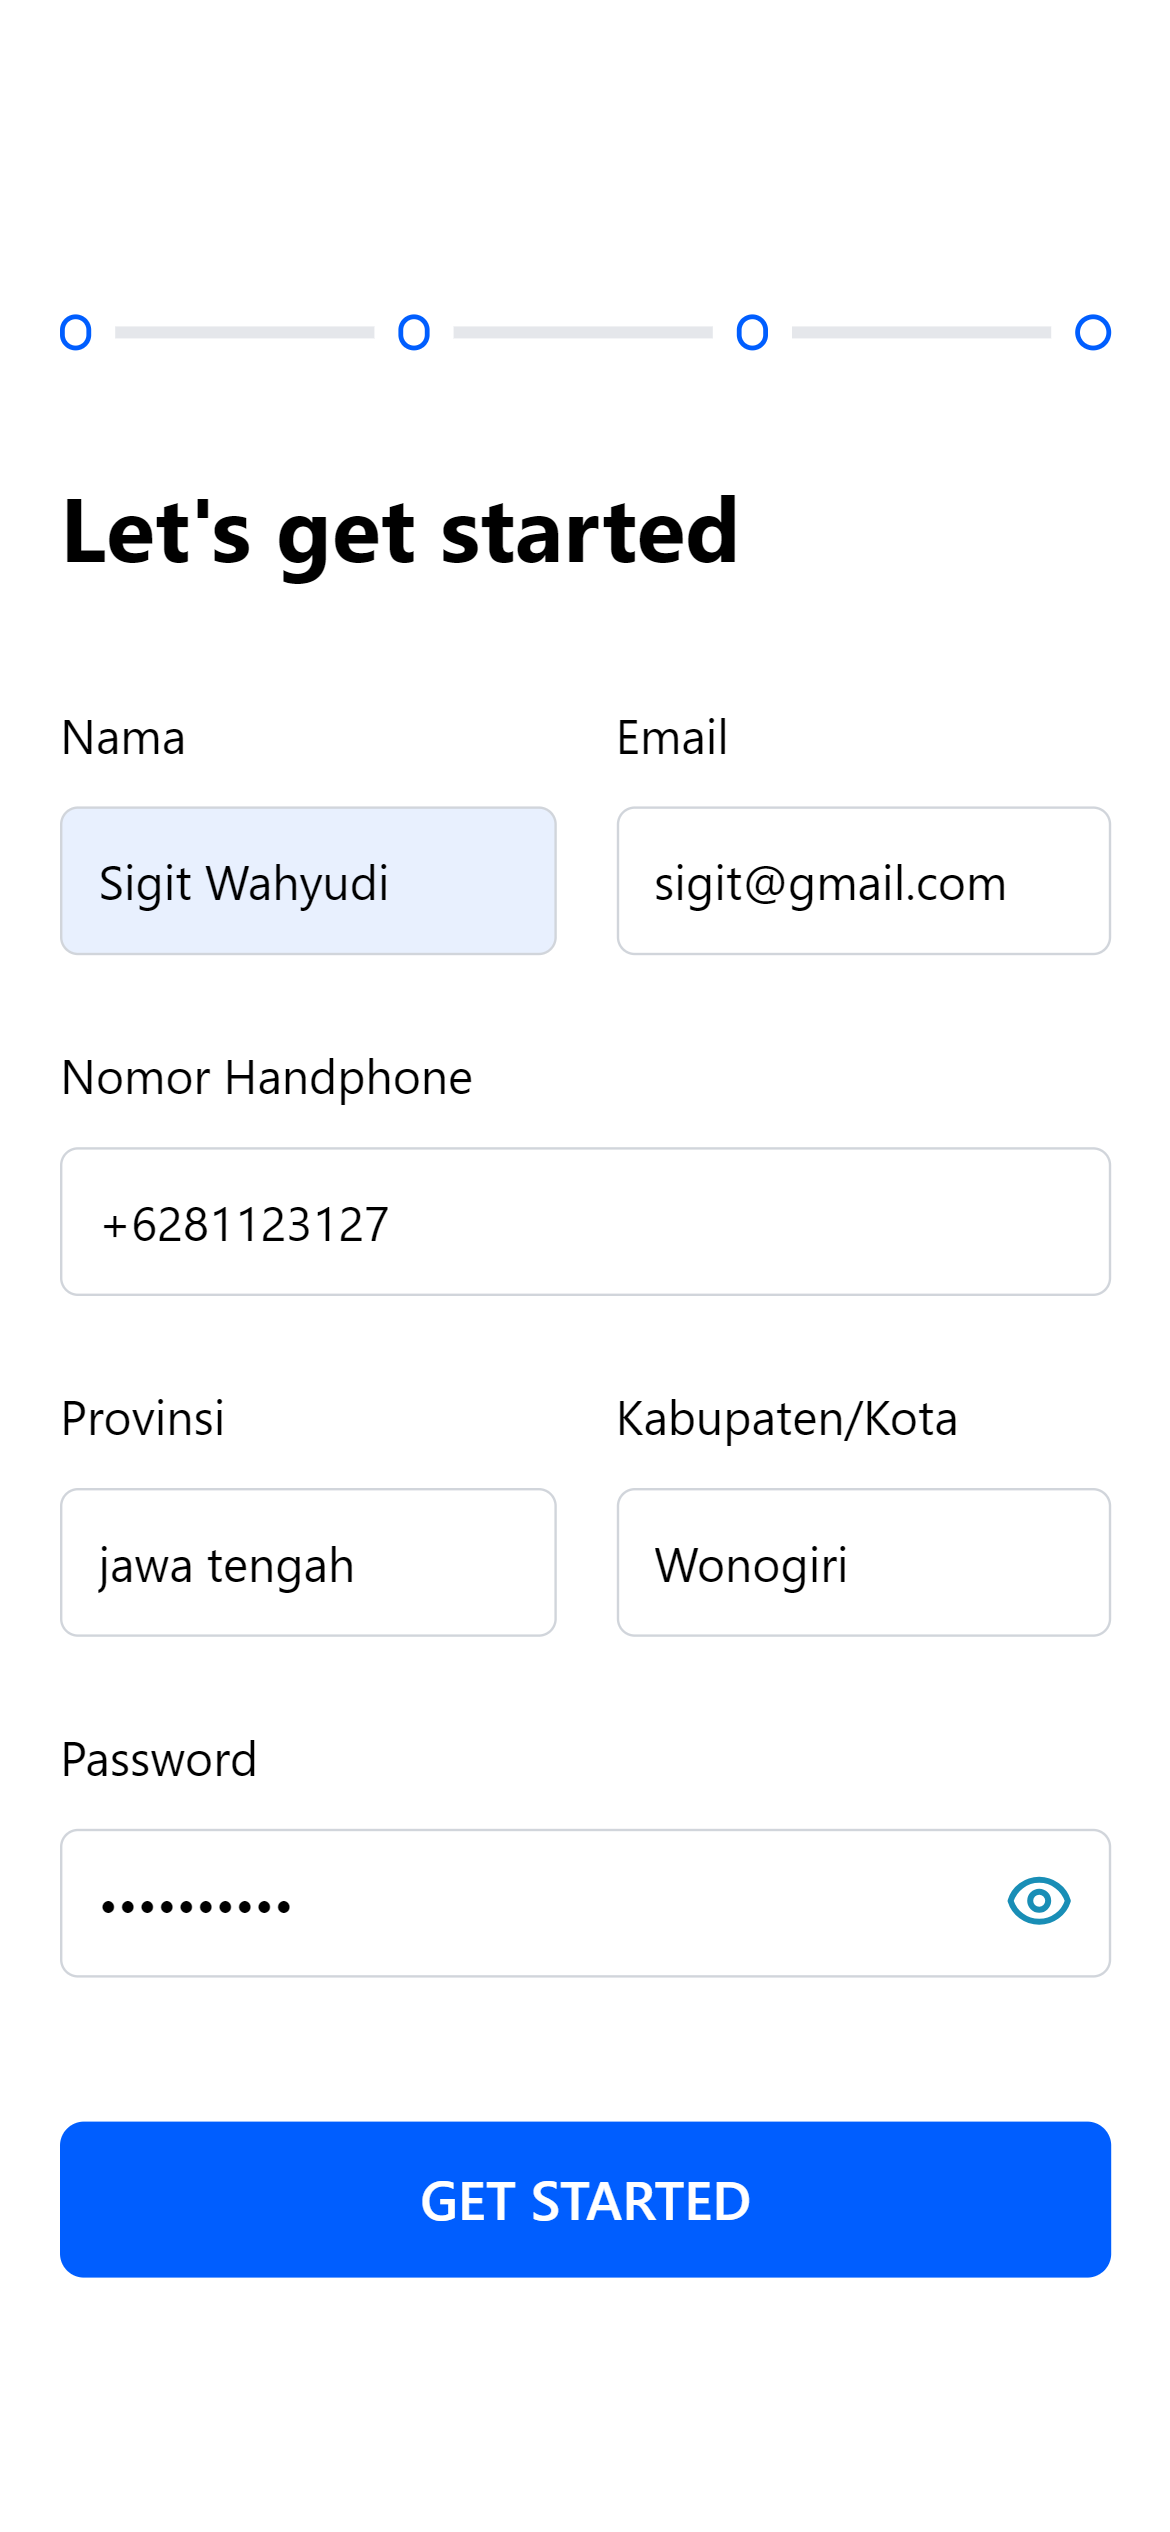 Let's get started
Nama
Email
Sigit Wahyudi
sigit@gmail.com
Nomor Handphone
+6281123127
Provinsi
Kabupaten/Kota
jawa tengah
Wonogiri
Password
••••••••••
GET STARTED